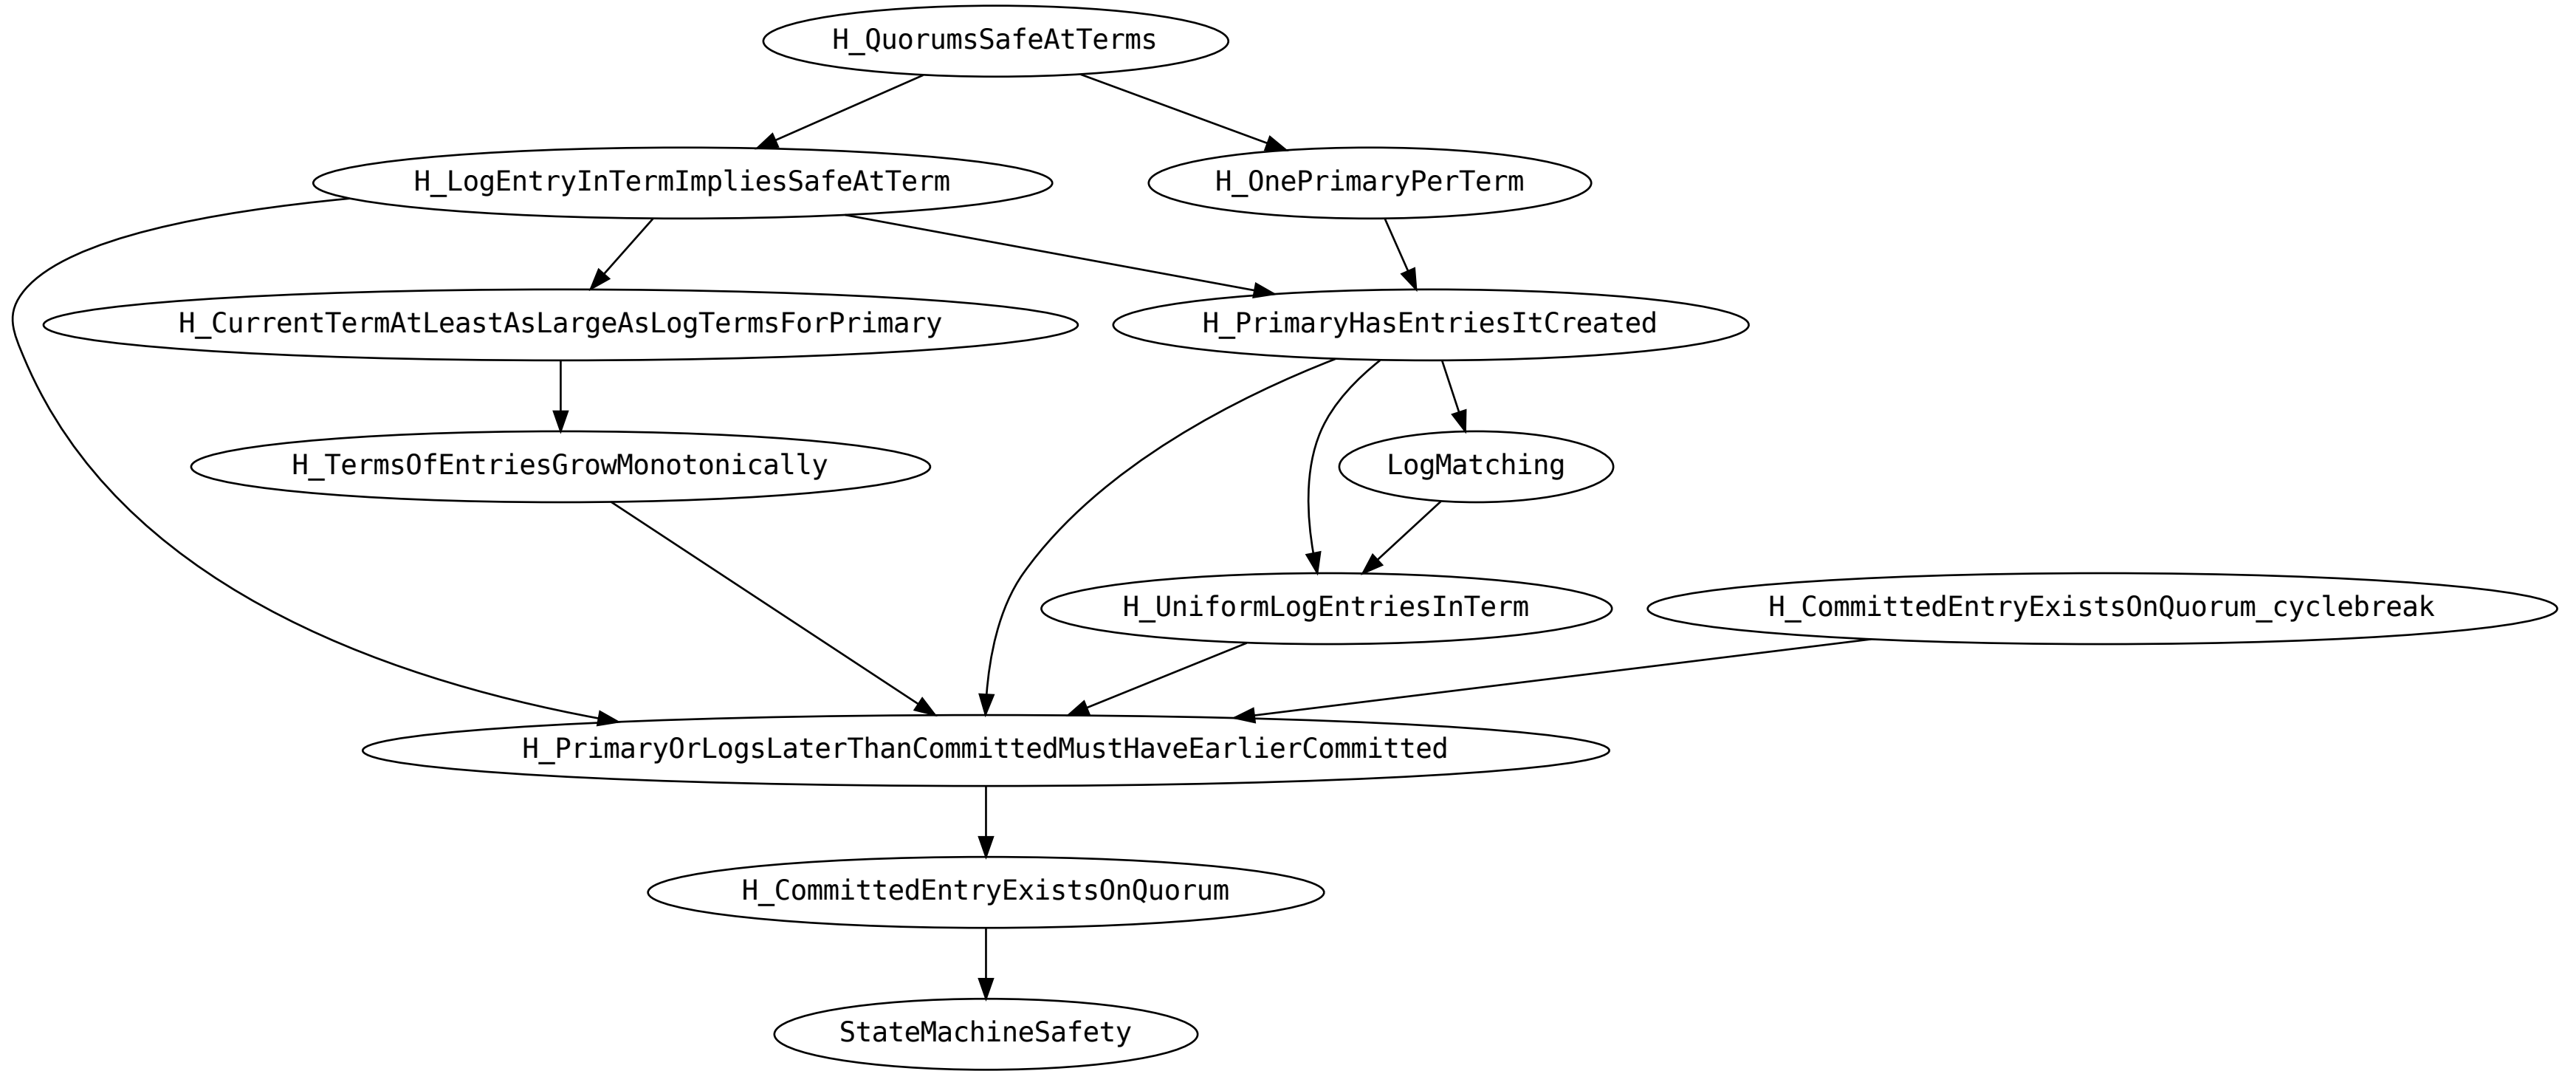 H_QuorumsSafeAtTerms
H_LogEntryInTermImpliesSafeAtTerm
H_OnePrimaryPerTerm
H_CurrentTermAtLeastAsLargeAsLogTermsForPrimary
H_PrimaryHasEntriesItCreated
H_TermsOfEntriesGrowMonotonically
LogMatching
H_UniformLogEntriesInTerm
H_CommittedEntryExistsOnQuorum_cyclebreak
H_PrimaryOrLogsLaterThanCommittedMustHaveEarlierCommitted
H_CommittedEntryExistsOnQuorum
StateMachineSafety